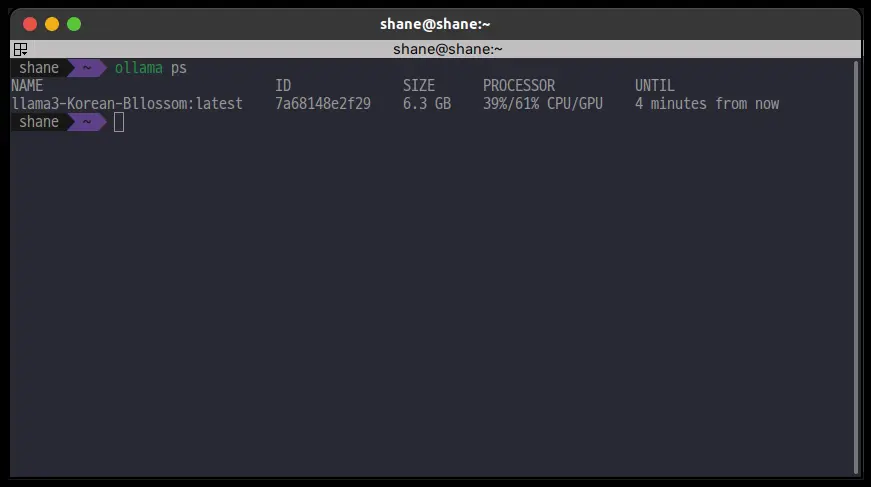 shane@shane:~
shane@shane:~
shane ~ ollama ps
NAME ID SIZE PROCESSOR UNTIL
llama3-Korean-Bllossom:latest 7a68148e2f29 6.3 GB 39%/61% CPU/GPU 4 minutes from now
shane ~